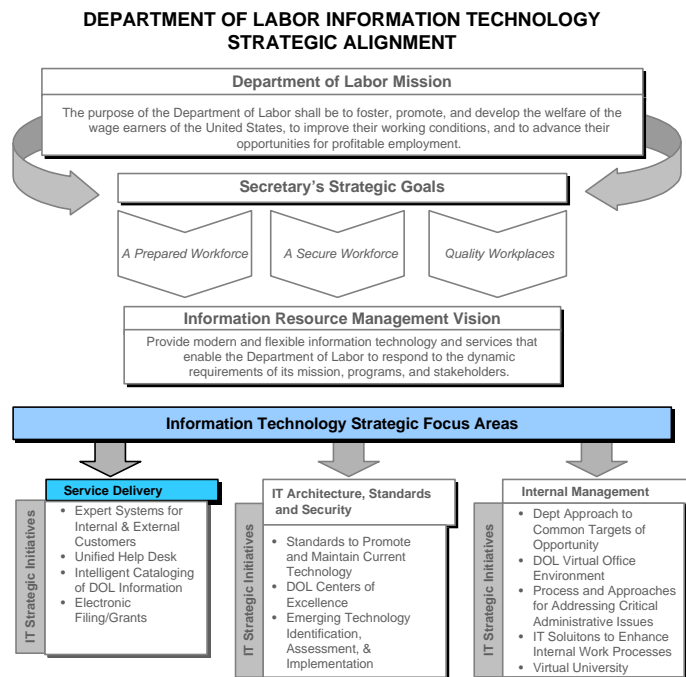 DEPARTMENT OF LABOR INFORMATION TECHNOLOGY
STRATEGIC ALIGNMENT
Department of Labor Mission
The purpose of the Department of Labor shall be to foster, promote, and develop the welfare of the
wage earners of the United States, to improve their working conditions, and to advance their
opportunities for profitable employment.
Secretary's Strategic Goals
A Prepared Workforce
A Secure Workforce
Quality Workplaces
Information Resource Management Vision
Provide modern and flexible information technology and services that
enable the Department of Labor to respond to the dynamic
requirements of its mission, programs, and stakeholders.
Information Technology Strategic Focus Areas
IT Strategic Initiatives
Service Delivery
• Expert Systems for
Internal & External
Customers
• Unified Help Desk
• Intelligent Cataloging
of DOL Information
• Electronic
Filing/Grants
IT Strategic Initiatives
IT Architecture, Standards
and Security
• Standards to Promote
and Maintain Current
Technology
• DOL Centers of
Excellence
• Emerging Technology
Identification,
Assessment, &
Implementation
IT Strategic Initiatives
Internal Management
• Dept Approach to
Common Targets of
Opportunity
• DOL Virtual Office
Environment
• Process and Approaches
for Addressing Critical
Administrative Issues
• IT Soluitons to Enhance
Internal Work Processes
• Virtual University